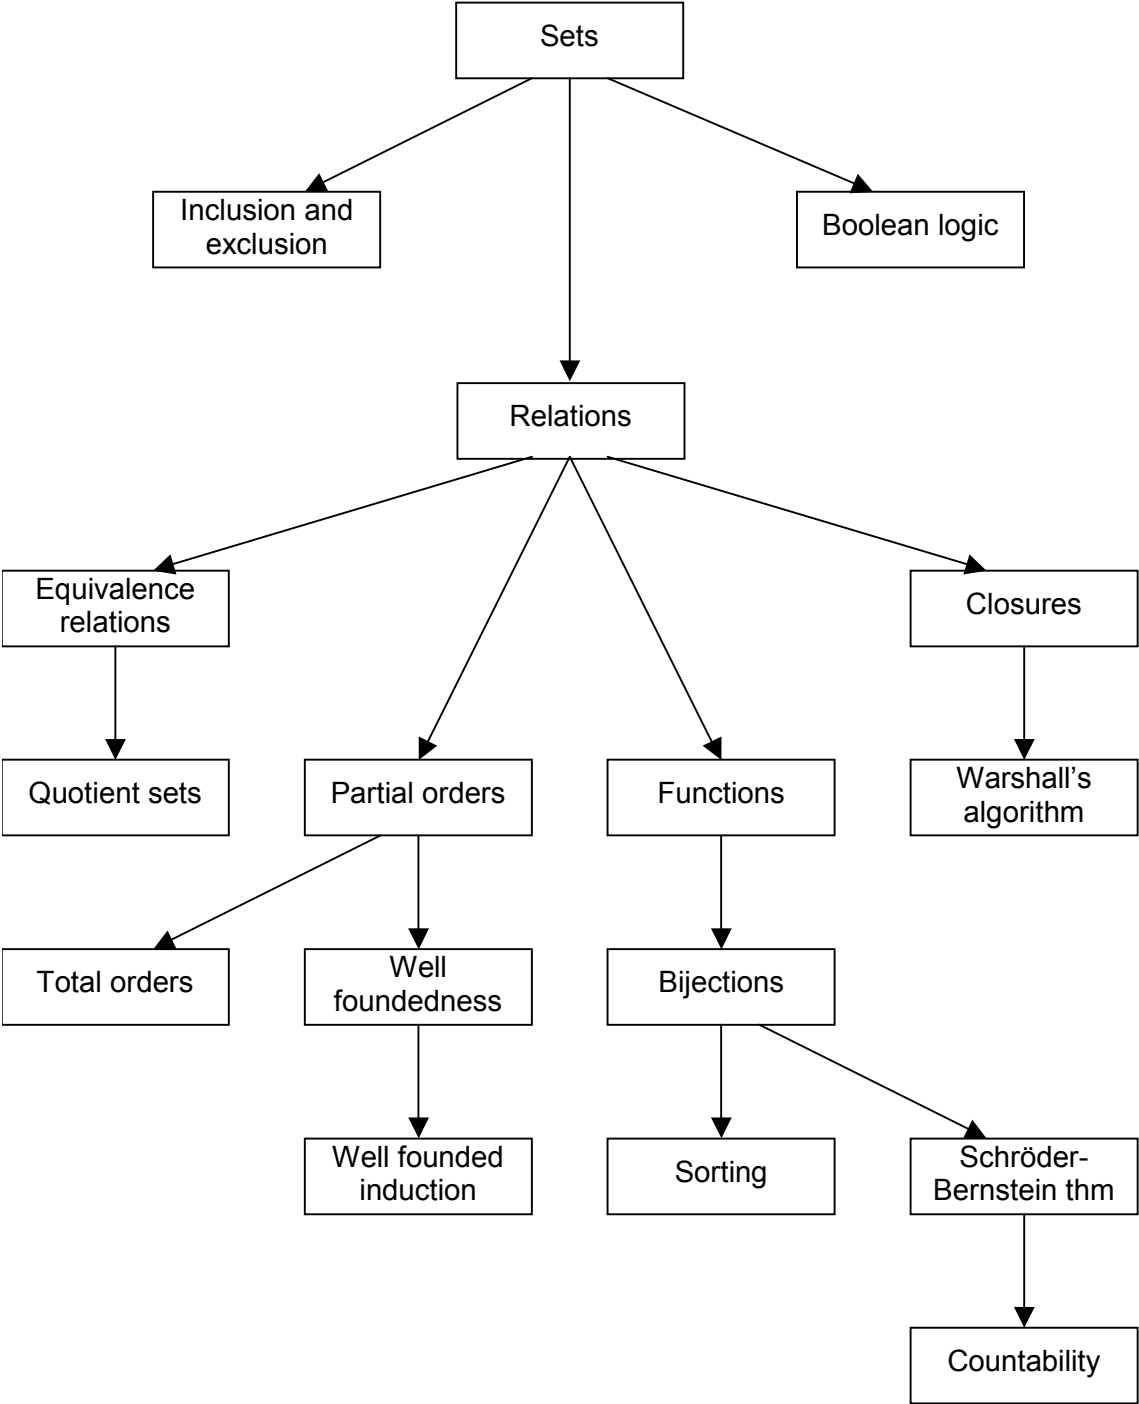 Sets
Inclusion and
exclusion
Boolean logic
Relations
Equivalence
relations
Closures
Quotient sets
Partial orders
Functions
Warshall’s
algorithm
Total orders
Well
foundedness
Bijections
Well founded
induction
Sorting
Schröder-
Bernstein thm
Countability